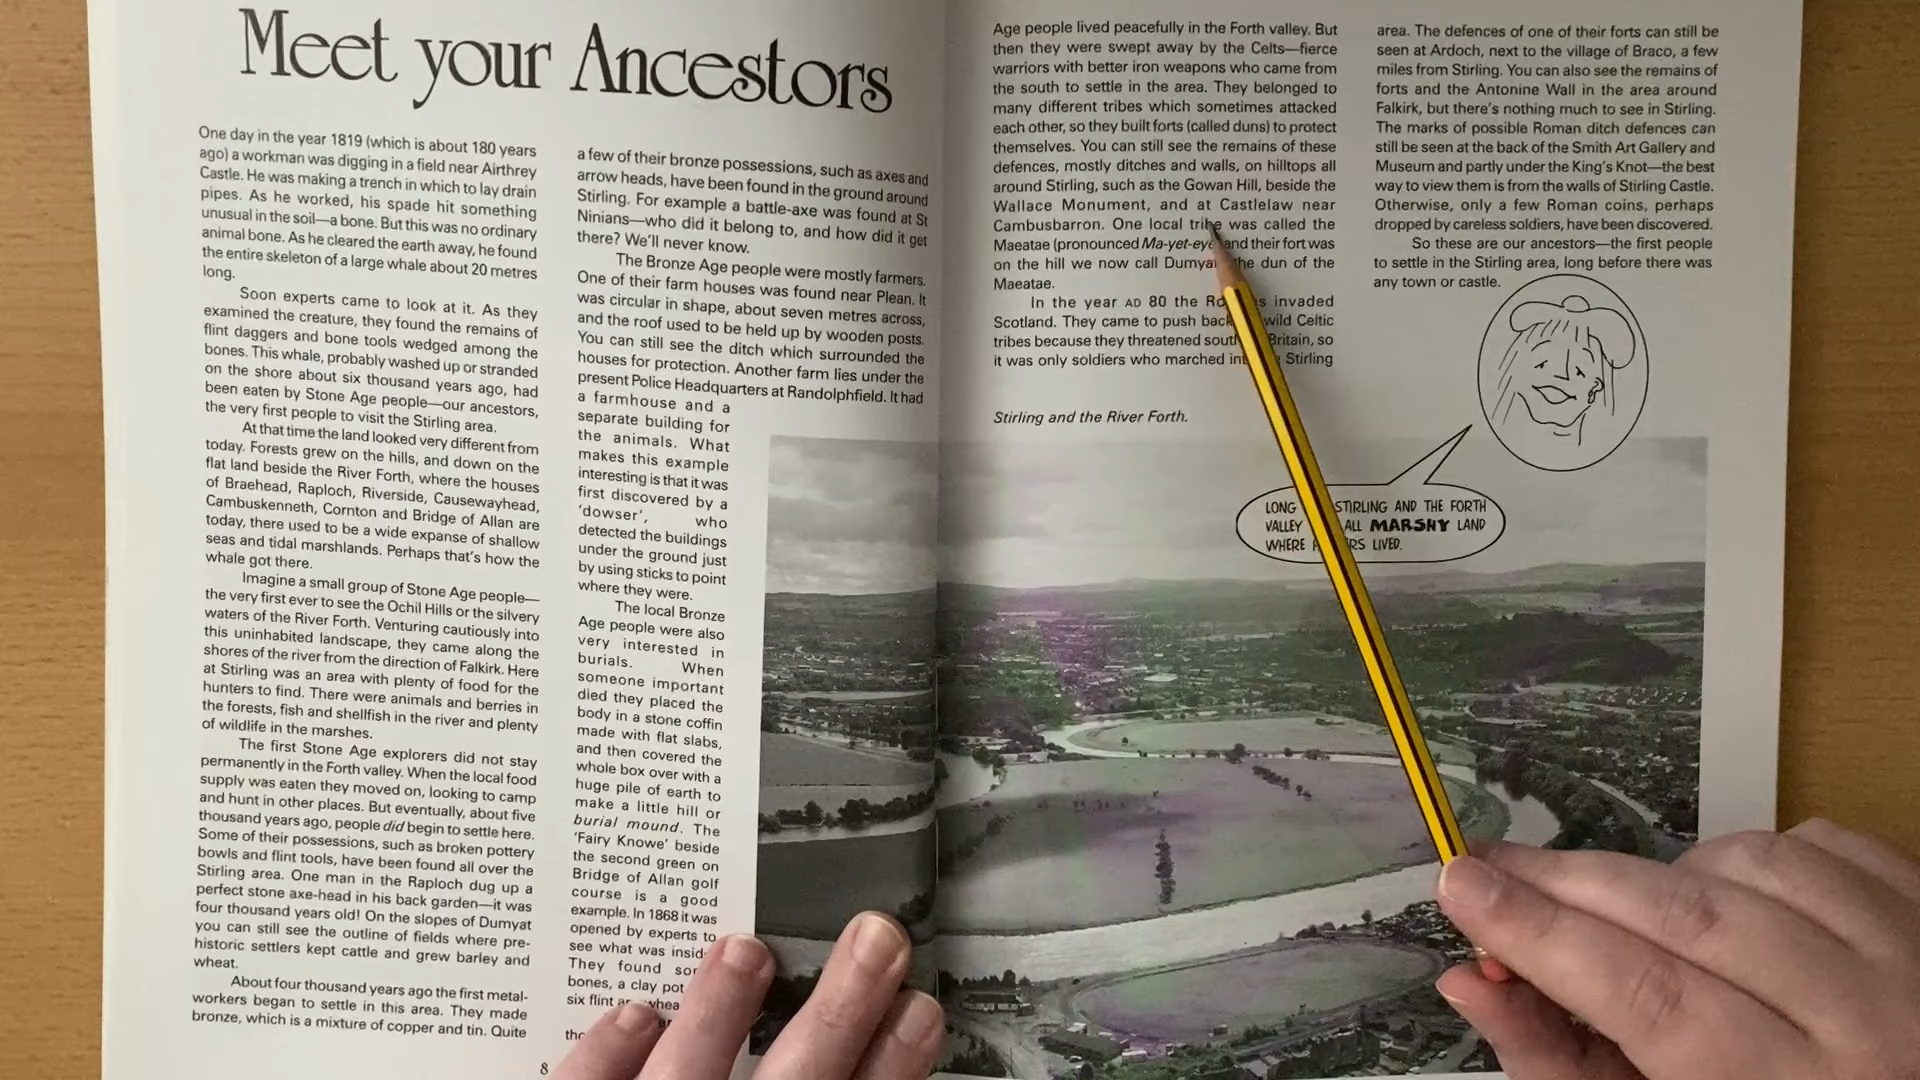 Meet your Ancestors
One day in the year 1819 (which is about 180 years
ago) a workman was digging in a field near Airthrey
Castle. He was making a trench in which to lay drain
pipes. As he worked, his spade hit something
unusual in the soil—a bone. But this was no ordinary
animal bone. As he cleared the earth away, he found
the entire skeleton of a large whale about 20 metres
long.
Soon experts came to look at it. As they
examined the creature, they found the remains of
flint daggers and bone tools wedged among the
bones. This whale, probably washed up or stranded
on the shore about six thousand years ago, had
been eaten by Stone Age people—our ancestors,
the very first people to visit the Stirling area.
At that time the land looked very different from
today. Forests grew on the hills, and down on the
flat land beside the River Forth, where the houses
of Braehead, Raploch, Riverside, Causewayhead,
Cambuskenneth, Cornton and Bridge of Allan are
today, there used to be a wide expanse of shallow
seas and tidal marshlands. Perhaps that's how the
whale got there.
Imagine a small group of Stone Age people—
the very first ever to see the Ochil Hills or the silvery
waters of the River Forth. Venturing cautiously into
this uninhabited landscape, they came along the
shores of the river from the direction of Falkirk. Here
at Stirling was an area with plenty of food for the
hunters to find. There were animals and berries in
the forests, fish and shellfish in the river and plenty
of wildlife in the marshes.
The first Stone Age explorers did not stay
permanently in the Forth valley. When the local food
supply was eaten they moved on, looking to camp
and hunt in other places. But eventually, about five
thousand years ago, people did begin to settle here.
Some of their possessions, such as broken pottery
bowls and flint tools, have been found all over the
Stirling area. One man in the Raploch dug up a
perfect stone axe-head in his back garden—it was
four thousand years old! On the slopes of Dumyat
you can still see the outline of fields where pre-
historic settlers kept cattle and grew barley and
wheat.
About four thousand years ago the first metal-
workers began to settle in this area. They made
bronze, which is a mixture of copper and tin. Quite
8
a few of their bronze possessions, such as axes and
arrow heads, have been found in the ground around
Stirling. For example a battle-axe was found at St
Ninians—who did it belong to, and how did it get
there? We'll never know.
The Bronze Age people were mostly farmers.
One of their farm houses was found near Plean. It
was circular in shape, about seven metres across,
and the roof used to be held up by wooden posts.
You can still see the ditch which surrounded the
houses for protection. Another farm lies under the
present Police Headquarters at Randolphfield. It had
a farmhouse and a
separate building for
the animals. What
makes this example
interesting is that it was
first discovered by a
'dowser', who
detected the buildings
under the ground just
by using sticks to point
where they were.
The local Bronze
Age people were also
very interested in
burials. When
someone important
died they placed the
body in a stone coffin
made with flat slabs,
and then covered the
whole box over with a
huge pile of earth to
make a little hill or
burial mound. The
'Fairy Knowe' beside
the second green on
Bridge of Allan golf
course is a good
example. In 1868 it was
opened by experts to
see what was
They found
bones, a clay pot
six flint
Age people lived peacefully in the Forth valley. But
then they were swept away by the Celts—fierce
warriors with better iron weapons who came from
the south to settle in the area. They belonged to
many different tribes which sometimes attacked
each other, so they built forts (called duns) to protect
themselves. You can still see the remains of these
defences, mostly ditches and walls, on hilltops all
around Stirling, such as the Gowan Hill, beside the
Wallace Monument, and at Castlelaw near
Cambusbarron. One local tribe was called the
Maeatae (pronounced Ma-yet-eye and their fort was
on the hill we now call Dumyat the dun of the
Maeatae.
In the year AD 80 the invaded
Scotland. They came to push back wild Celtic
tribes because they threatened Britain, so
it was only soldiers who marched Stirling
Stirling and the River Forth.
area. The defences of one of their forts can still be
seen at Ardoch, next to the village of Braco, a few
miles from Stirling. You can also see the remains of
forts and the Antonine Wall in the area around
Falkirk, but there's nothing much to see in Stirling.
The marks of possible Roman ditch defences can
still be seen at the back of the Smith Art Gallery and
Museum and partly under the King's Knot—the best
way to view them is from the walls of Stirling Castle.
Otherwise, only a few Roman coins, perhaps
dropped by careless soldiers, have been discovered.
So these are our ancestors—the first people
to settle in the Stirling area, long before there was
any town or castle.
LONG STIRLING AND THE FORTH
VALLEY ALL MARSHY LAND
WHERE LIVED.